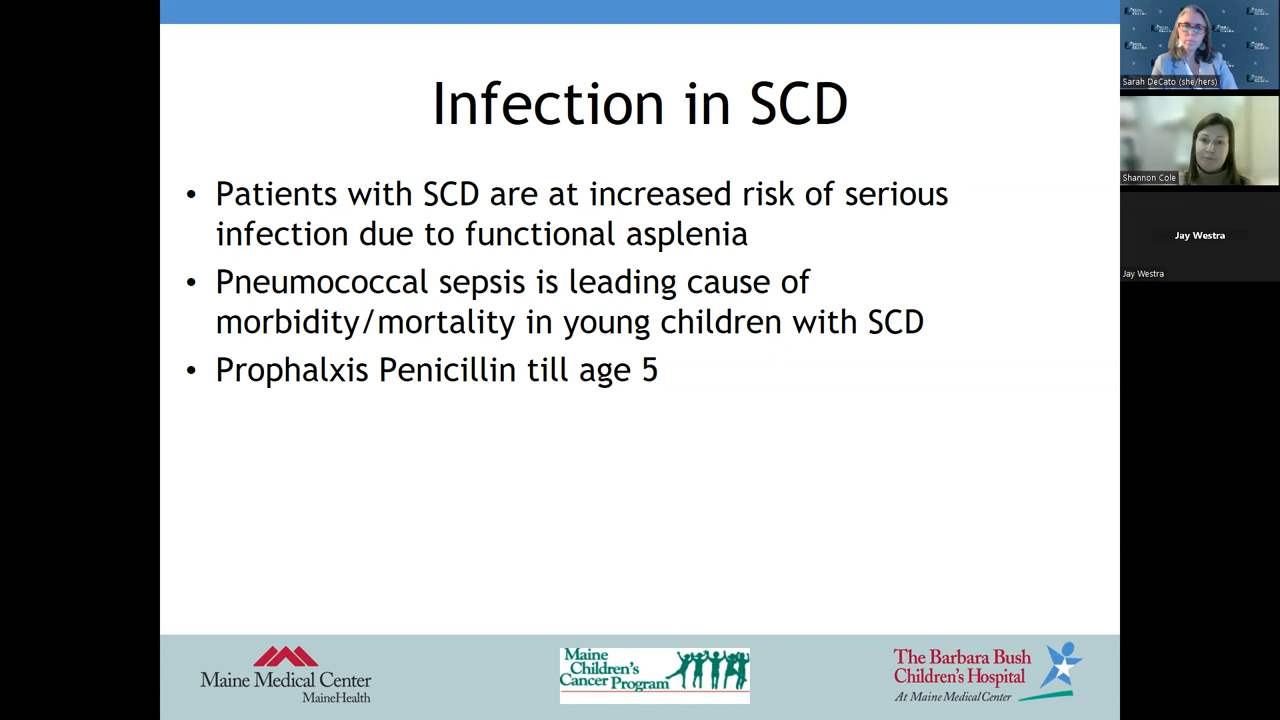 Infection in SCD
• Patients with SCD are at increased risk of serious
infection due to functional asplenia
• Pneumococcal sepsis is leading cause of
morbidity/mortality in young children with SCD
• Prophalxis Penicillin till age 5
Maine Medical Center
MaineHealth
Maine
Children's
Cancer Program
The Barbara Bush
Children's Hospital
At Maine Medical Center
Sarah DeCato (she/hers)
Shannon Cole
Jay Westra
Jay Westra